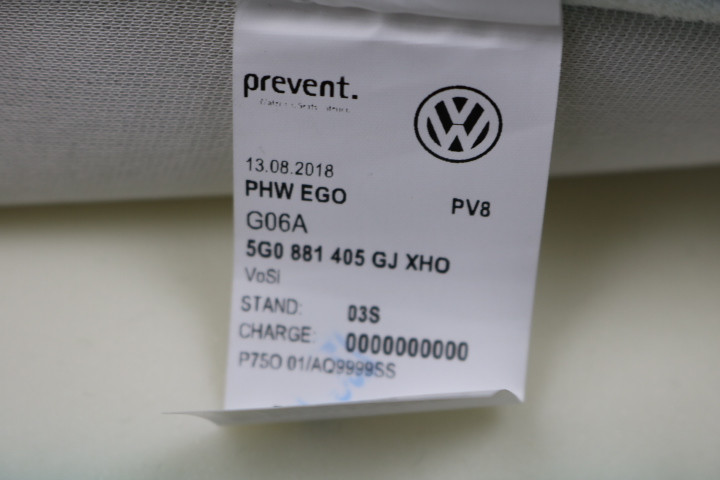 prevent.
13.08.2018
PHW EGO
PV8
G06A
5G0 881 405 GJ XHO
VoSi
STAND: 03S
CHARGE: 0000000000
P75O 01/AQ9999SS